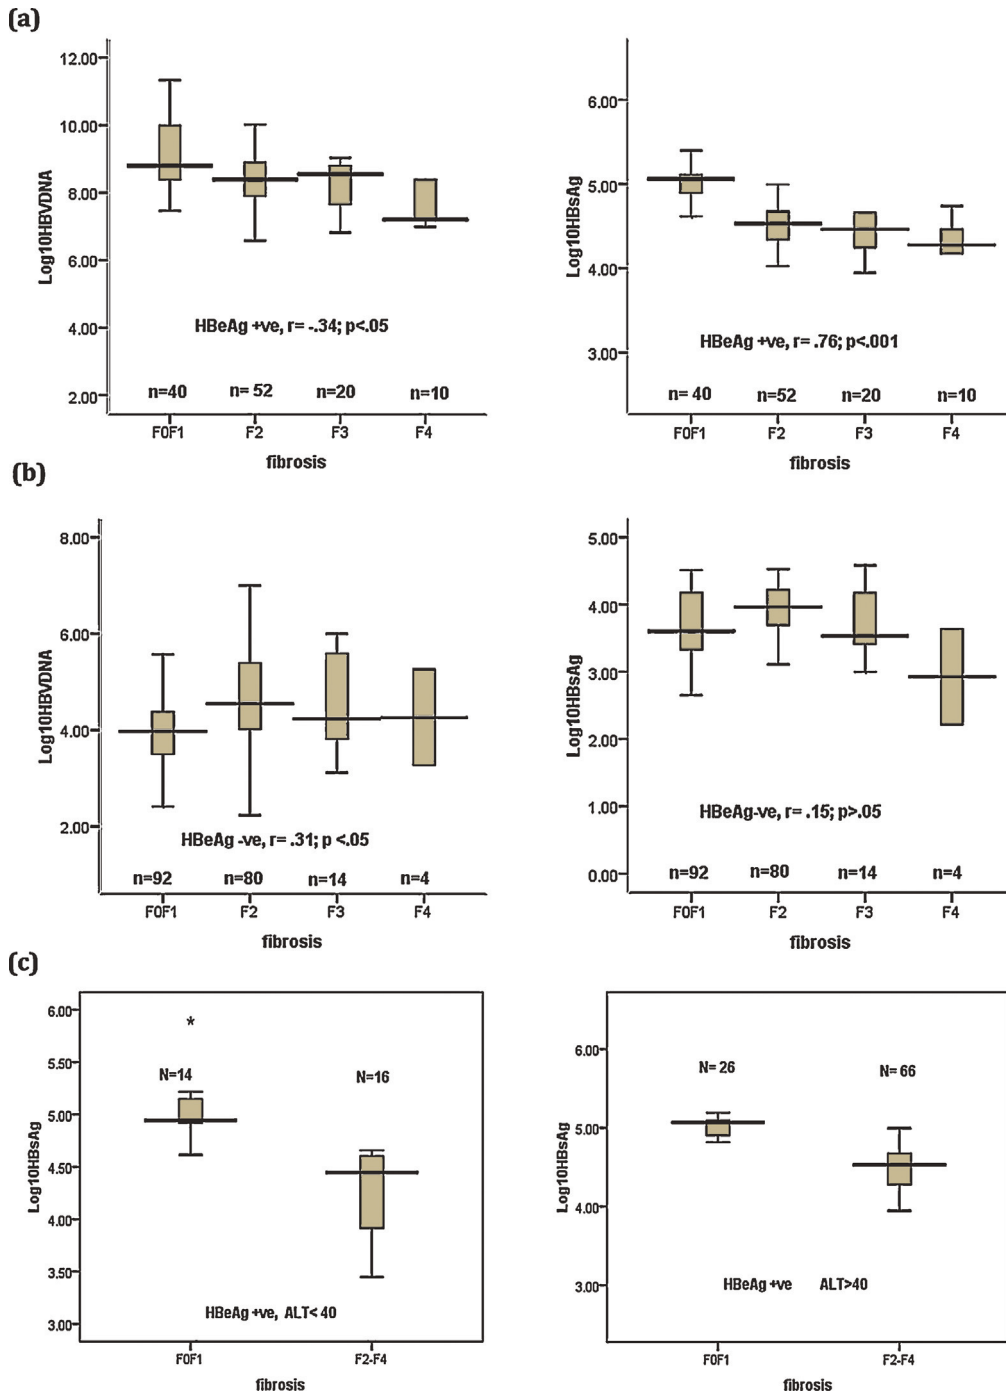 (a)
12.00
10.00
8.00
6.00
4.00
2.00
Log10HBVDNA
HBeAg +ve, r= -.34; p<.05
n=40 n= 52 n=20 n=10
F0F1 F2 F3 F4
fibrosis
6.00
5.00
4.00
3.00
Log10HBsAg
HBeAg +ve, r= .76; p<.001
n= 40 n=52 n=20 n=10
F0F1 F2 F3 F4
fibrosis
(b)
8.00
6.00
4.00
2.00
Log10HBVDNA
HBeAg -ve, r= .31; p <.05
n=92 n=80 n=14 n=4
F0F1 F2 F3 F4
fibrosis
5.00
4.00
3.00
2.00
1.00
0.00
Log10HBsAg
HBeAg-ve, r= .15; p>.05
n=92 n=80 n=14 n=4
F0F1 F2 F3 F4
fibrosis
(c)
6.00
5.50
5.00
4.50
4.00
3.50
3.00
Log10HBsAg
*
N=14 N=16
HBeAg +ve, ALT< 40
F0F1 F2-F4
fibrosis
6.00
5.00
4.00
3.00
Log10HBsAg
N= 26 N= 66
HBeAg +ve ALT>40
F0F1 F2-F4
fibrosis